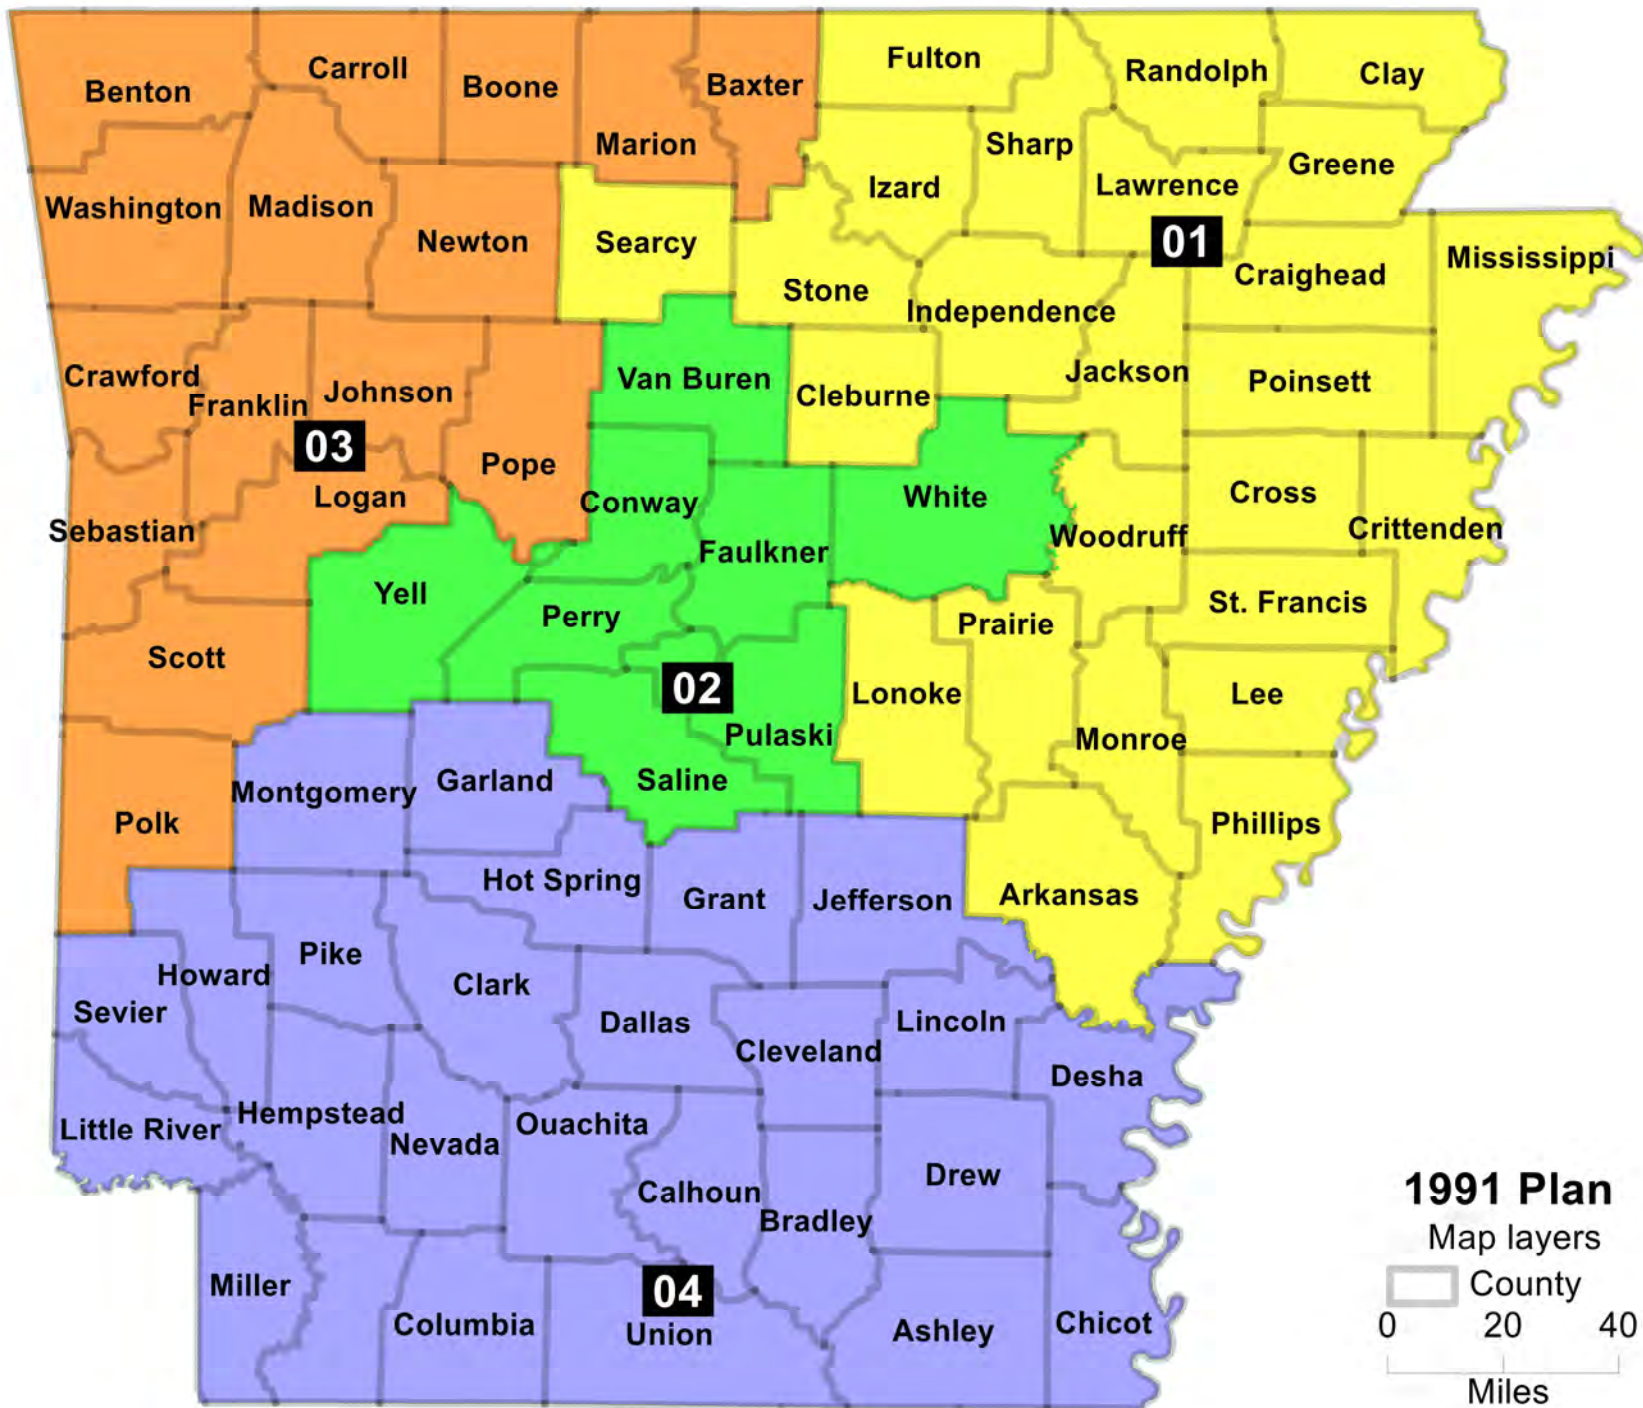 Fulton
Carroll
Randolph
Clay
Benton
Boone
Baxter
Marion
Sharp
Greene
Izard
Lawrence
Washington
Madison
Newton
Searcy
01
Mississippi
Craighead
Stone
Independence
Crawford
Van Buren
Jackson
Poinsett
Franklin
Johnson
Cleburne
03
Pope
Logan
Conway
White
Cross
Sebastian
Faulkner
Woodruff
Crittenden
Yell
Perry
Prairie
St. Francis
Scott
02
Lonoke
Lee
Pulaski
Monroe
Montgomery
Garland
Saline
Polk
Phillips
Hot Spring
Grant
Jefferson
Arkansas
Pike
Howard
Clark
Sevier
Dallas
Lincoln
Cleveland
Desha
Little River
Hempstead
Nevada
Ouachita
Drew
Calhoun
Bradley
Miller
04
Columbia
Union
Ashley
Chicot
1991 Plan
Map layers
County
0 20 40
Miles